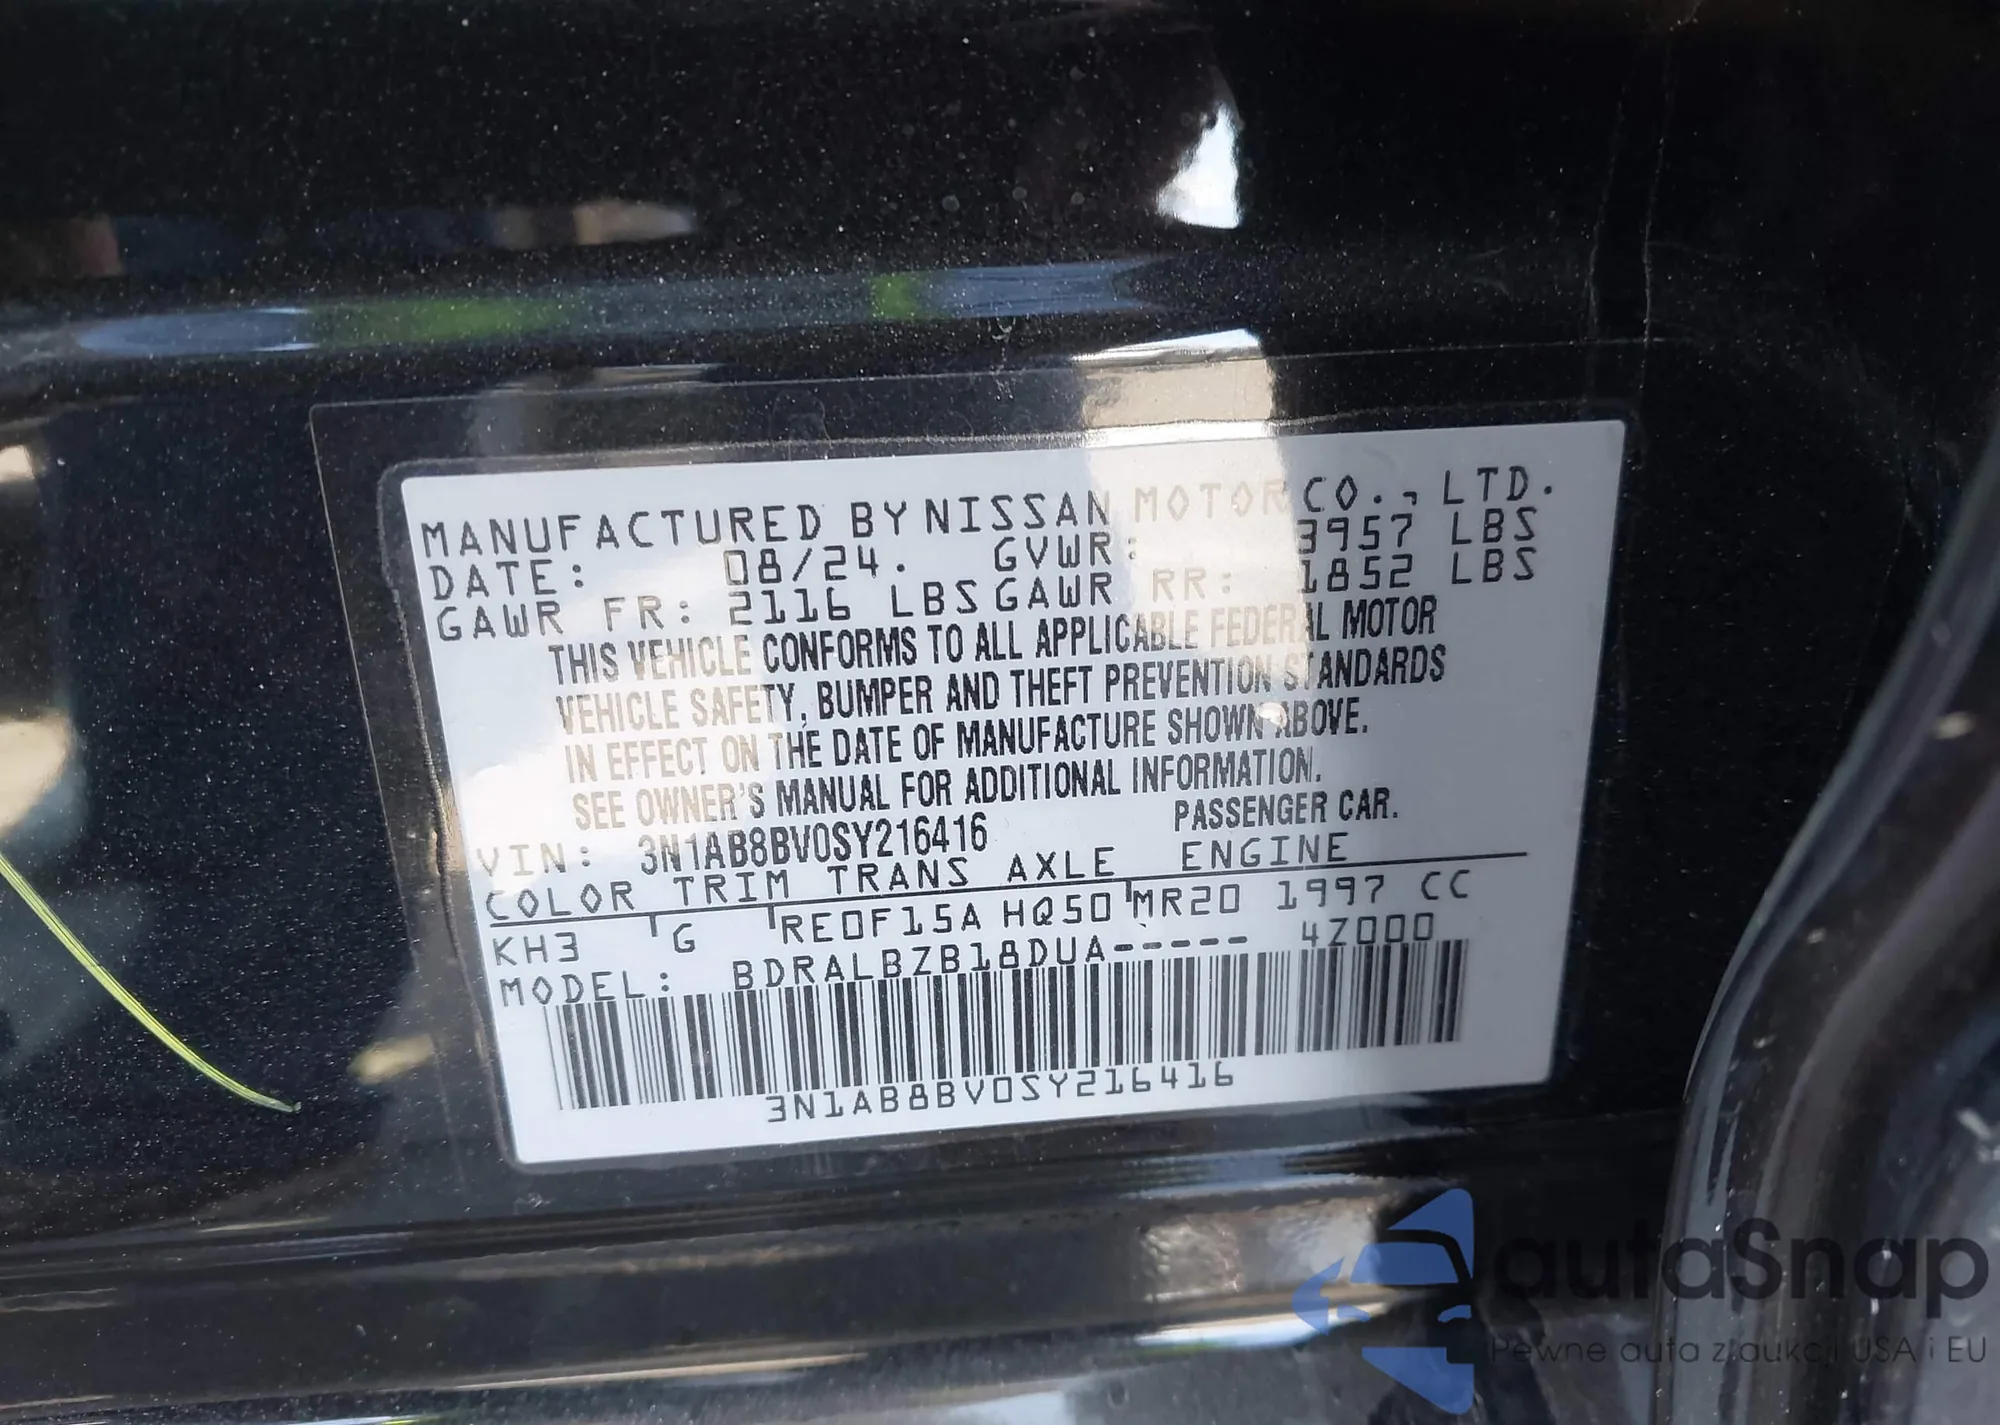 MANUFACTURED BY NISSAN MOTOR CO., LTD.
DATE: 08/24. GVWR: 3957 LBS
GAWR FR: 2116 LBS GAWR RR: 1852 LBS
THIS VEHICLE CONFORMS TO ALL APPLICABLE FEDERAL MOTOR
VEHICLE SAFETY, BUMPER AND THEFT PREVENTION STANDARDS
IN EFFECT ON THE DATE OF MANUFACTURE SHOWN ABOVE.
SEE OWNER'S MANUAL FOR ADDITIONAL INFORMATION.
VIN: 3N1AB8BV0SY216416 PASSENGER CAR.
COLOR TRIM TRANS AXLE ENGINE
KH3 G RE0F15A HQ50 MR20 1997 CC
MODEL: BDRALBZB18DUA----- 4Z000
3N1AB8BV0SY216416
autaSnap
Pewne auta z aukcji USA i EU